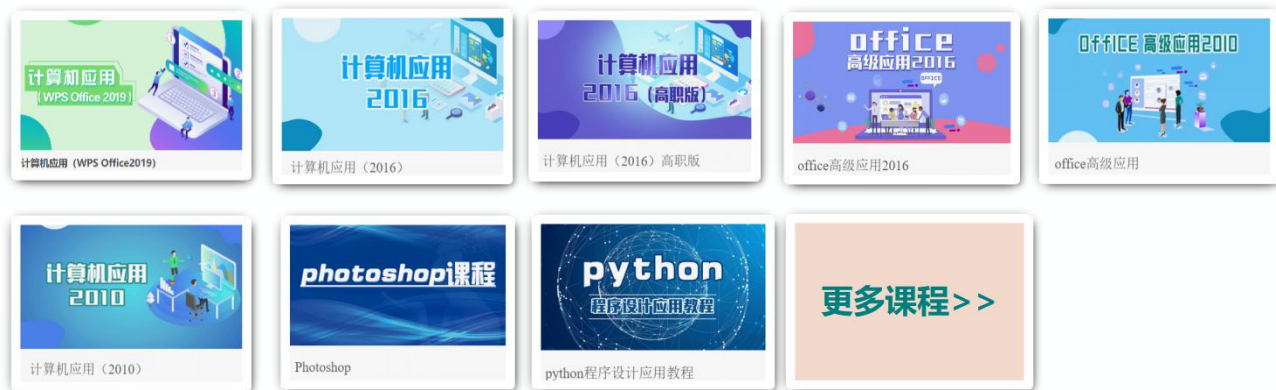 计算机应用
(WPS Office 2019)
计算机应用（WPS Office2019）
计算机应用
2016
计算机应用（2016）
计算机应用
2016（高职版）
计算机应用（2016）高职版
office
高级应用2016
OFFICE
office高级应用2016
OFFICE 高级应用2010
office高级应用
计算机应用
2010
计算机应用（2010）
photoshop课程
Photoshop
python
程序设计应用教程
python程序设计应用教程
更多课程>>